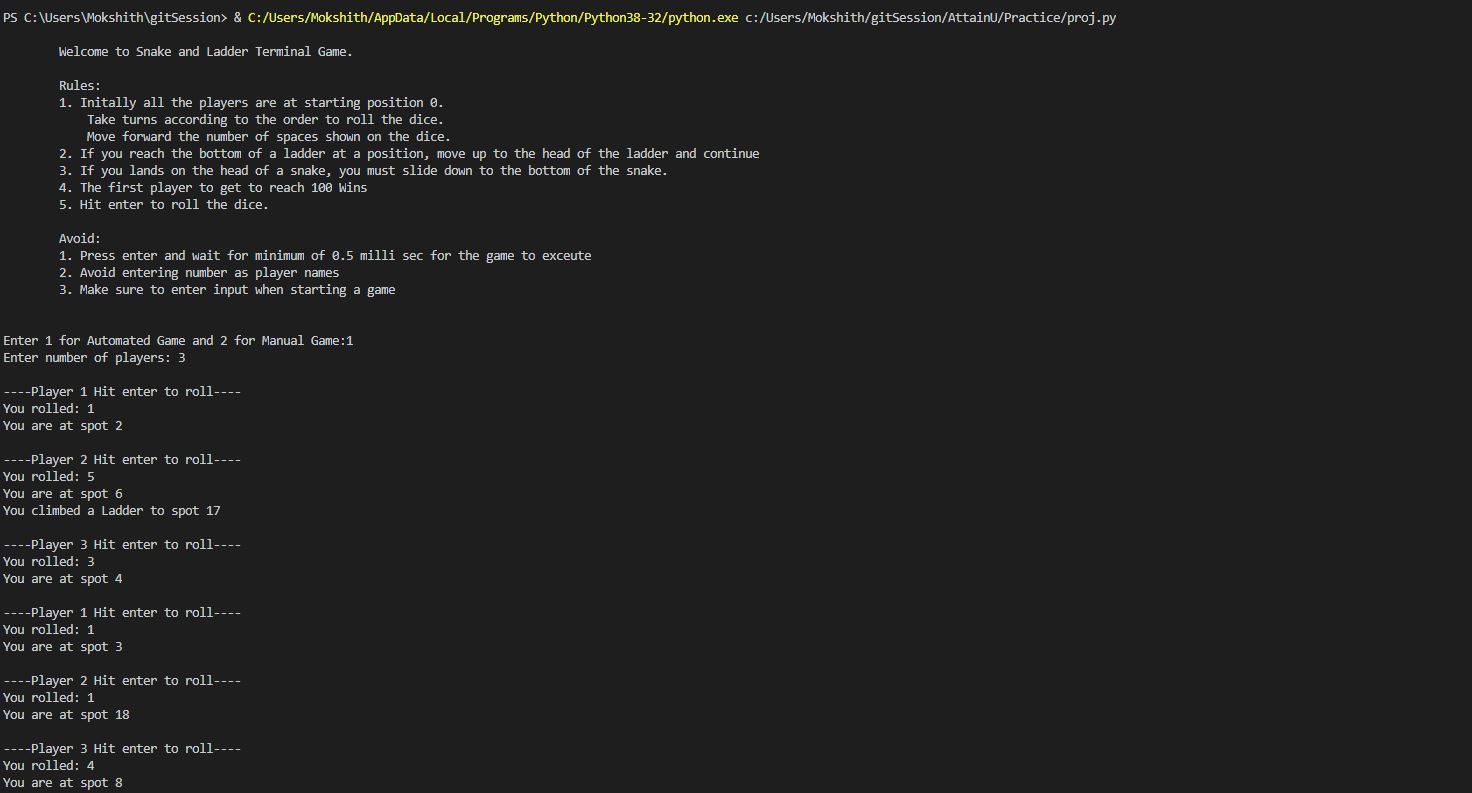 PS C:\Users\Mokshith\gitSession> & C:/Users/Mokshith/AppData/Local/Programs/Python/Python38-32/python.exe c:/Users/Mokshith/gitSession/AttainU/Practice/proj.py
Welcome to Snake and Ladder Terminal Game.
Rules:
1. Initally all the players are at starting position 0.
Take turns according to the order to roll the dice.
Move forward the number of spaces shown on the dice.
2. If you reach the bottom of a ladder at a position, move up to the head of the ladder and continue
3. If you lands on the head of a snake, you must slide down to the bottom of the snake.
4. The first player to get to reach 100 Wins
5. Hit enter to roll the dice.
Avoid:
1. Press enter and wait for minimum of 0.5 milli sec for the game to exceute
2. Avoid entering number as player names
3. Make sure to enter input when starting a game
Enter 1 for Automated Game and 2 for Manual Game:1
Enter number of players: 3
----Player 1 Hit enter to roll----
You rolled: 1
You are at spot 2
----Player 2 Hit enter to roll----
You rolled: 5
You are at spot 6
You climbed a Ladder to spot 17
----Player 3 Hit enter to roll----
You rolled: 3
You are at spot 4
----Player 1 Hit enter to roll----
You rolled: 1
You are at spot 3
----Player 2 Hit enter to roll----
You rolled: 1
You are at spot 18
----Player 3 Hit enter to roll----
You rolled: 4
You are at spot 8